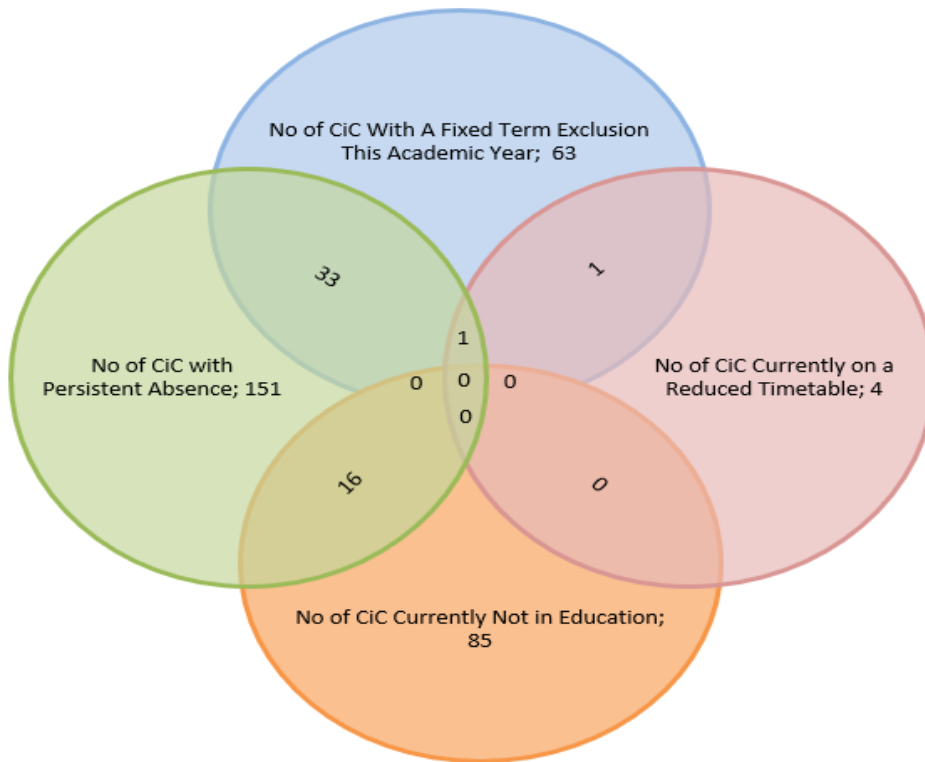 No of CiC With A Fixed Term Exclusion
This Academic Year;  63
33
1
1
No of CiC with
Persistent Absence; 151
No of CiC Currently on a
Reduced Timetable; 4
0
0
0
0
16
0
No of CiC Currently Not in Education;
85